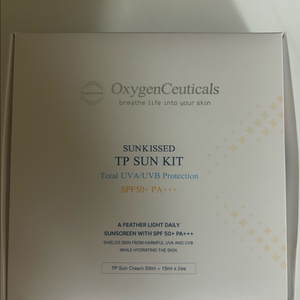 OxygenCeuticals
breathe life into your skin
SUNKISSED
TP SUN KIT
Total UVA/UVB Protection
SPF50+ PA+++
A FEATHER LIGHT DAILY
SUNSCREEN WITH SPF 50+ PA+++
SHIELDS SKIN FROM HARMFUL UVA AND UVB
WHILE HYDRATING THE SKIN
TP Sun Cream 50ml + 15ml x 2ea